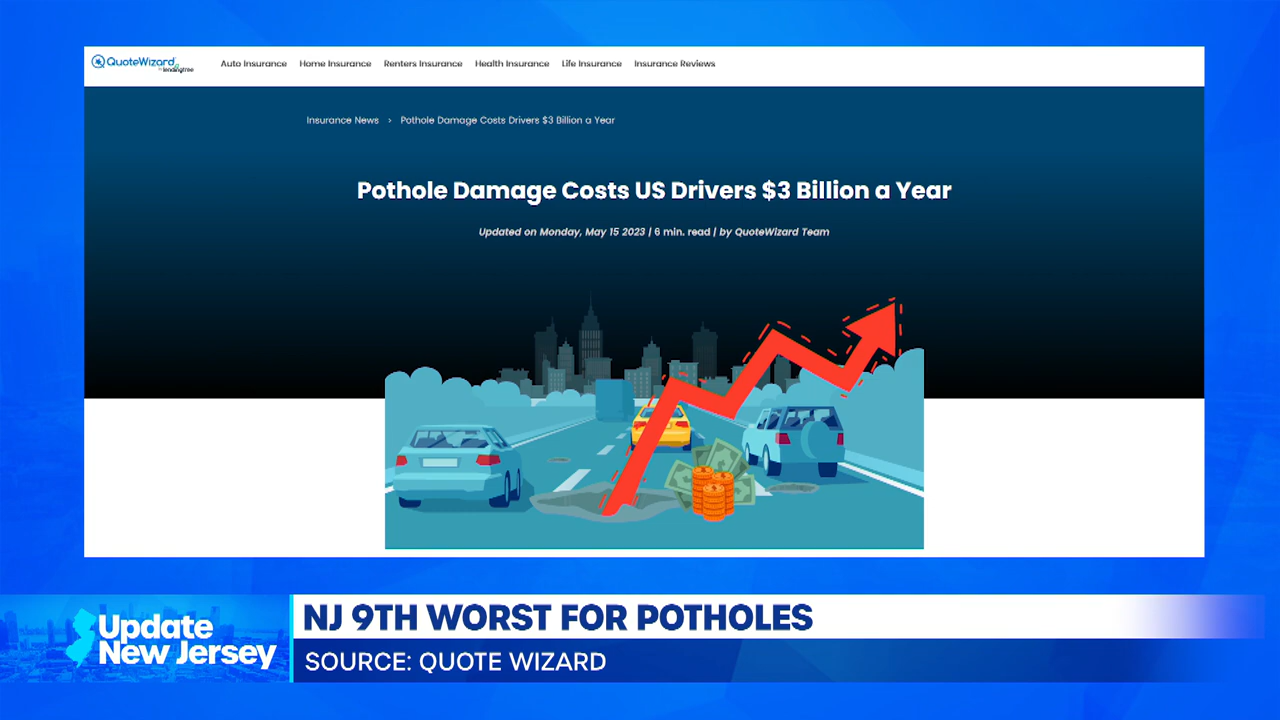 QuoteWizard
by lendingtree
Auto Insurance Home Insurance Renters Insurance Health Insurance Life Insurance Insurance Reviews
Insurance News › Pothole Damage Costs Drivers $3 Billion a Year
Pothole Damage Costs US Drivers $3 Billion a Year
Updated on Monday, May 15 2023 | 6 min. read | by QuoteWizard Team
Update
New Jersey
NJ 9TH WORST FOR POTHOLES
SOURCE: QUOTE WIZARD